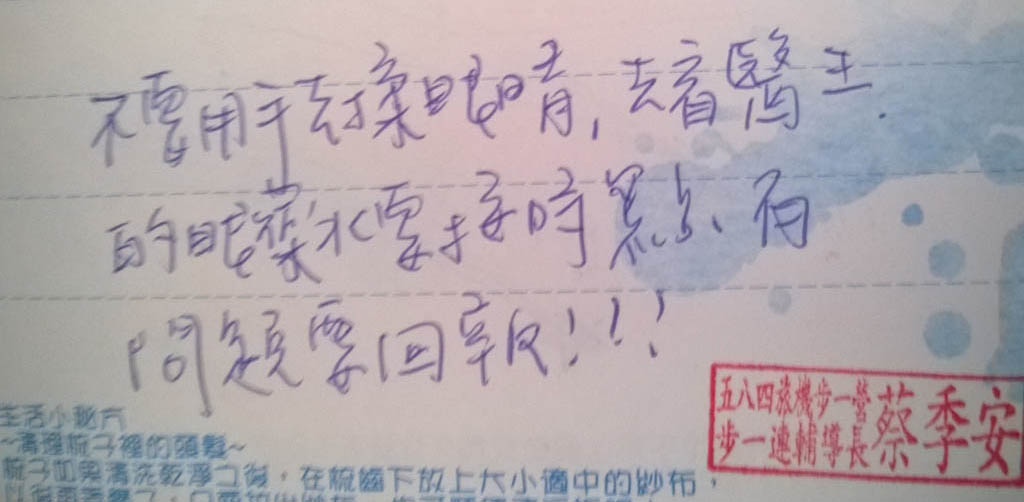 不要用手去揉眼睛,去看醫生.
的眼藥水要按時點、有
問題要回報!!!
五八四旅機步一營
步一連輔導長
蔡季安
生活小秘方
~清理梳子裡的頭髮~
梳子如果清洗乾淨之後,在梳齒下放上大小適中的紗布,